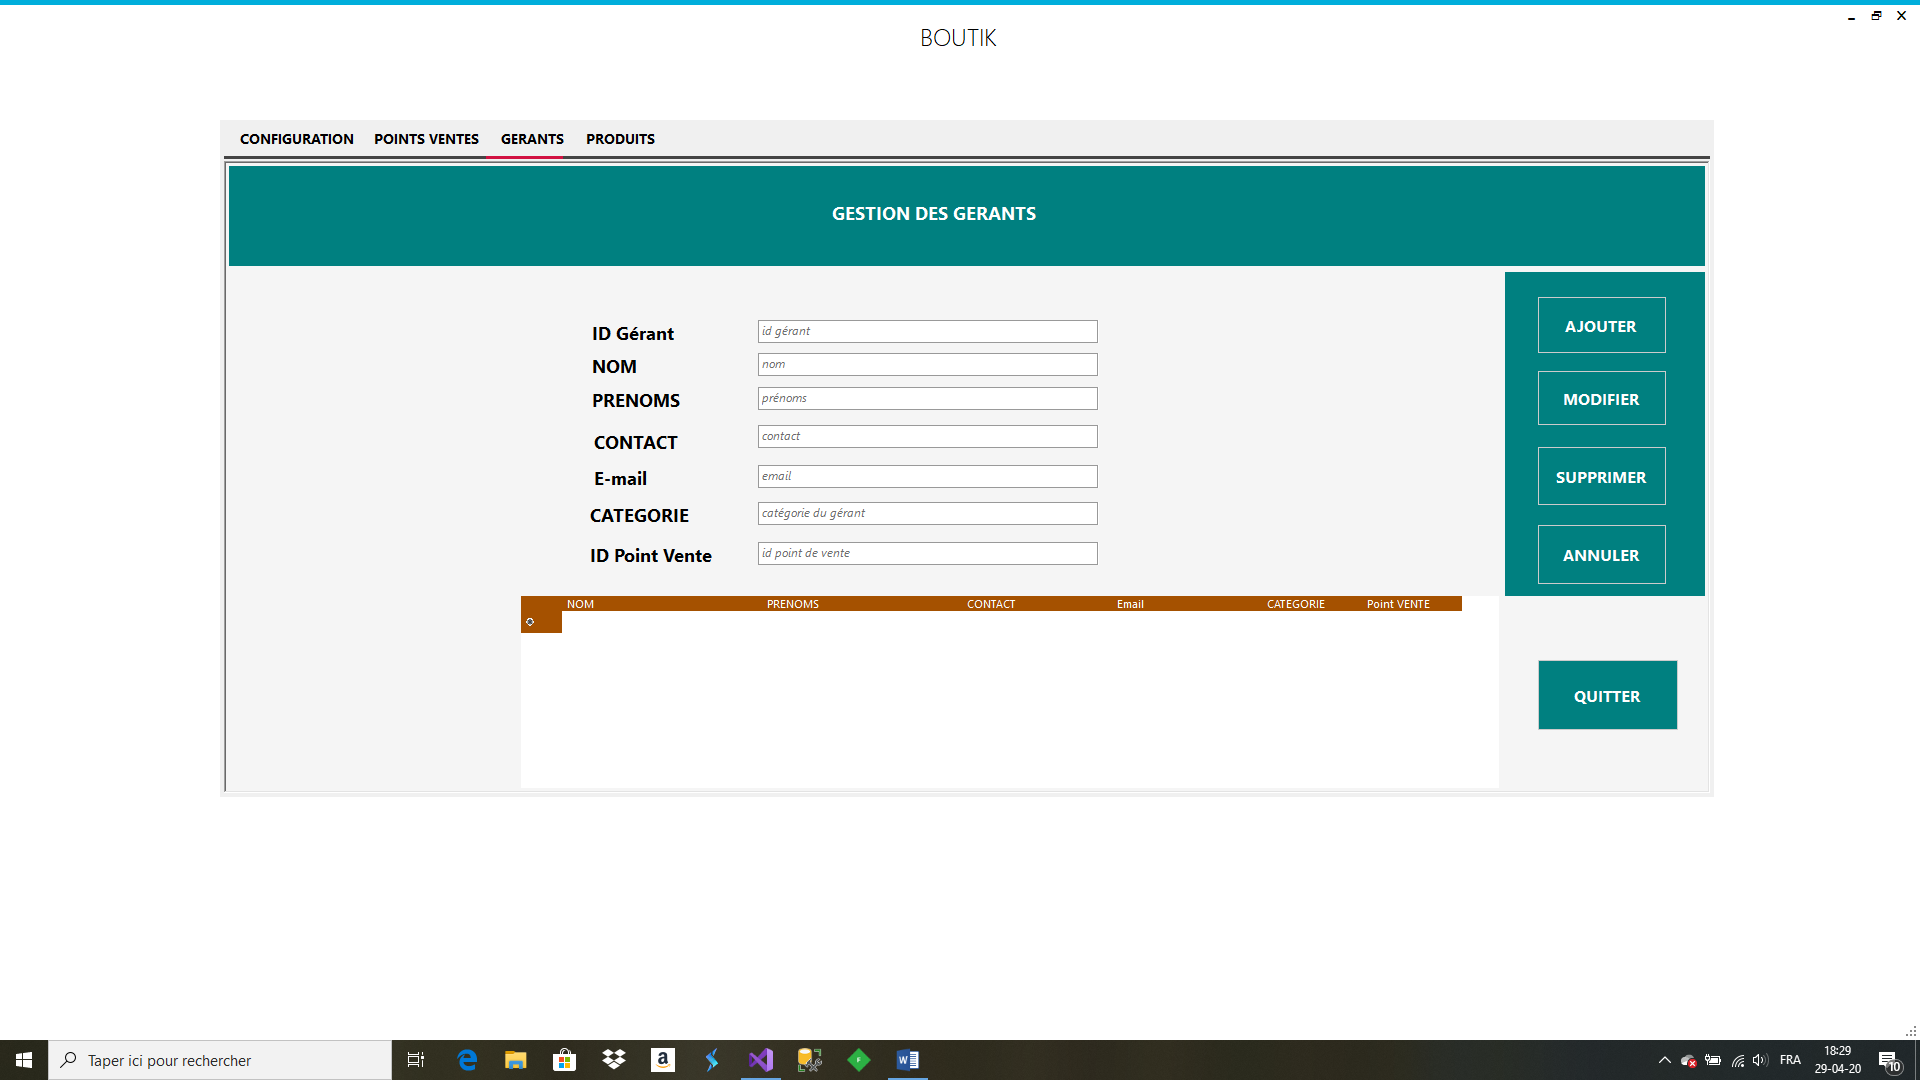 BOUTIK
CONFIGURATION POINTS VENTES GERANTS PRODUITS
GESTION DES GERANTS
ID Gérant id gérant
NOM nom
PRENOMS prénoms
CONTACT contact
E-mail email
CATEGORIE catégorie du gérant
ID Point Vente id point de vente
AJOUTER
MODIFIER
SUPPRIMER
ANNULER
NOM PRENOMS CONTACT Email CATEGORIE Point VENTE
QUITTER
Taper ici pour rechercher
FRA
18:29
29-04-20
10